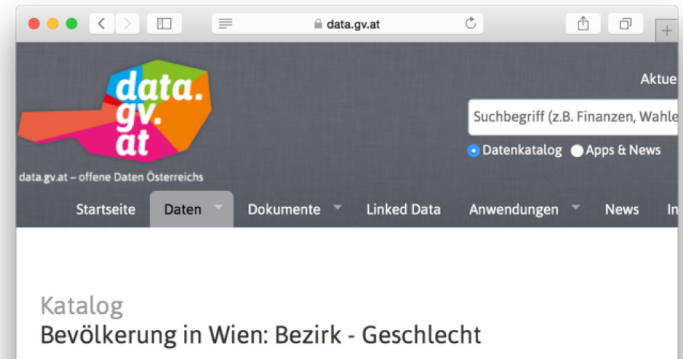 data.gv.at
data.
gv.
at
Aktue
Suchbegriff (z.B. Finanzen, Wahle
Datenkatalog Apps & News
data.gv.at – offene Daten Österreichs
Startseite Daten Dokumente Linked Data Anwendungen News In
Katalog
Bevölkerung in Wien: Bezirk - Geschlecht